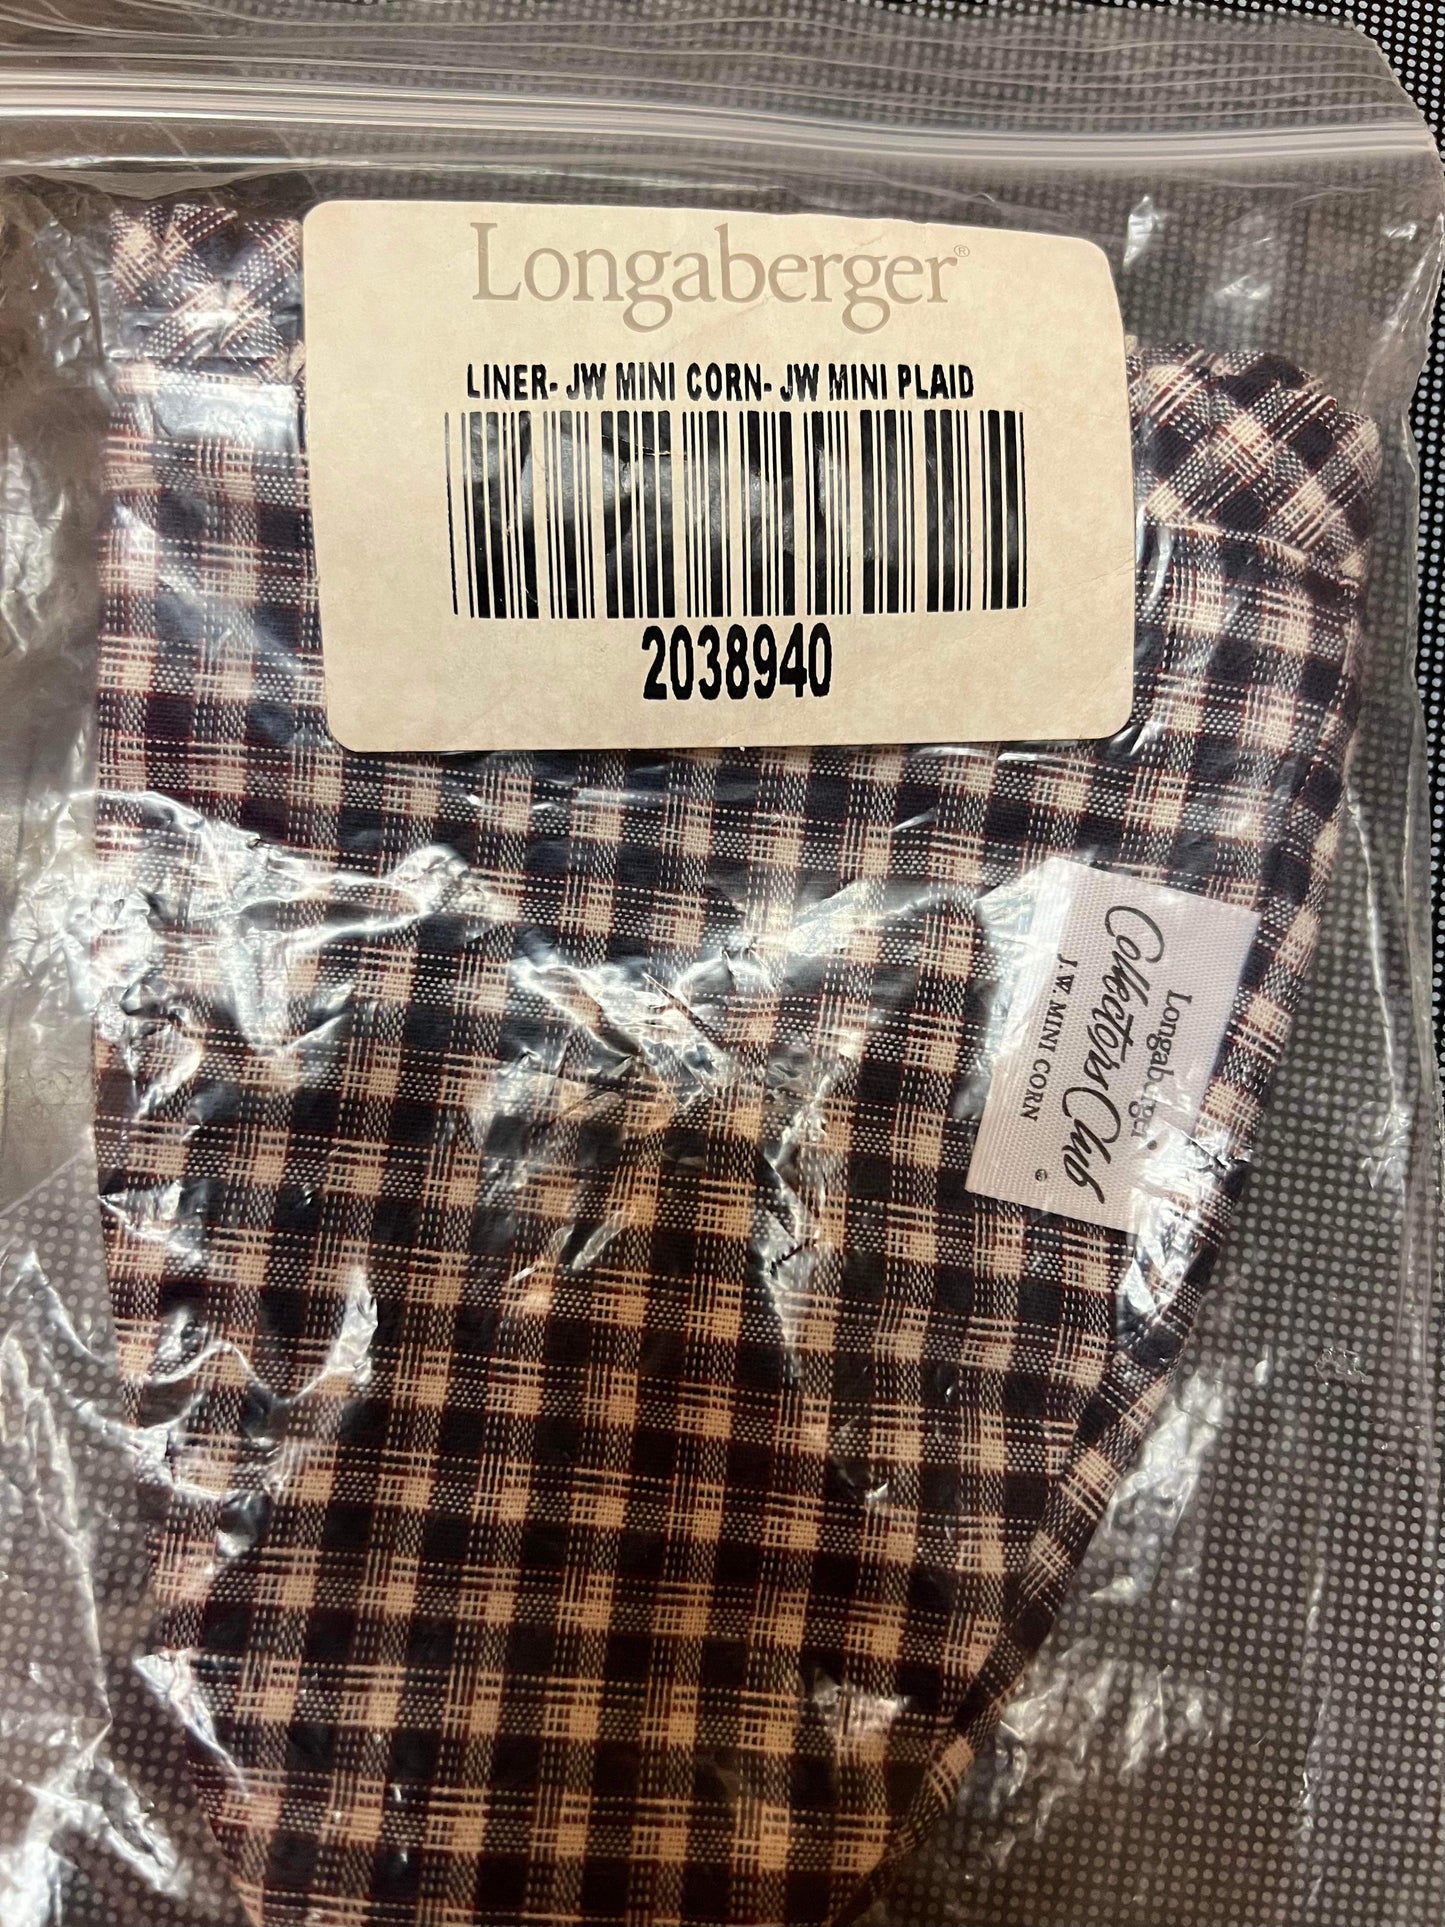 Longaberger®
LINER- JW MINI CORN- JW MINI PLAID
2038940
Longaberger
Collectors Club
J.W. MINI CORN